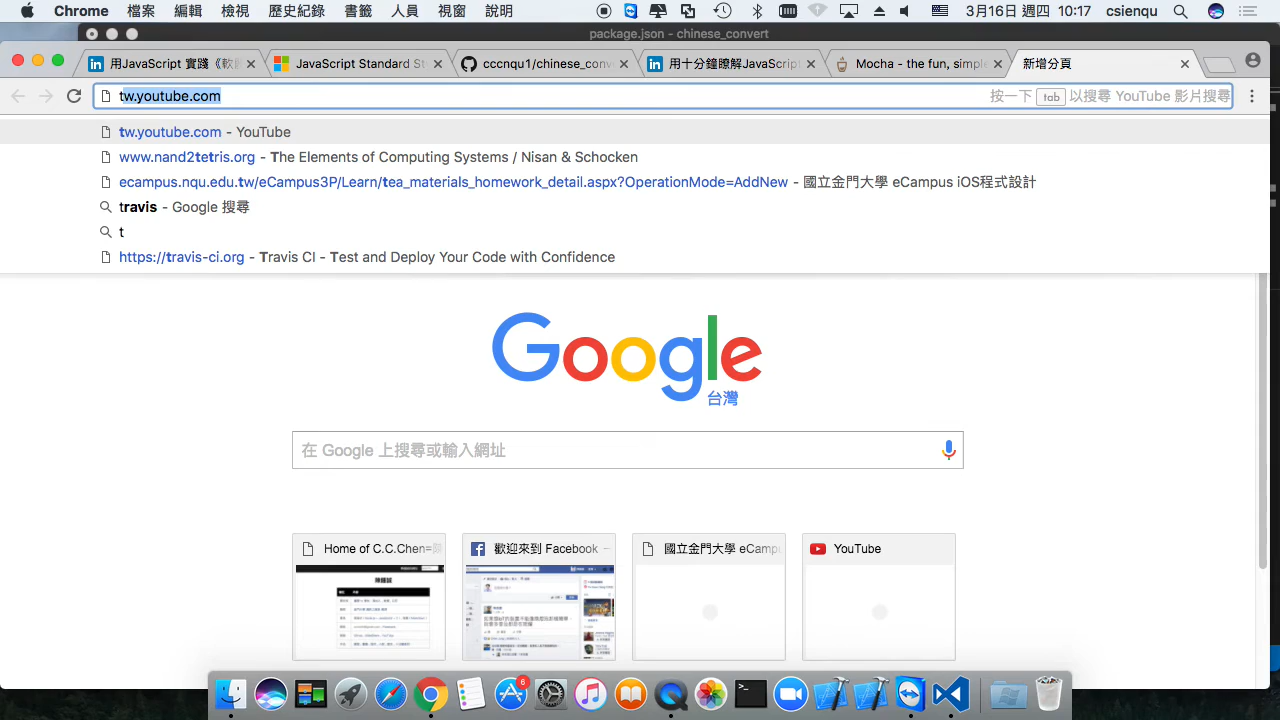 Chrome 檔案 編輯 檢視 歷史紀錄 書籤 人員 視窗 說明 3月16日 週四 10:17 csienqu
package.json - chinese_convert
用JavaScript 實踐《軟體 JavaScript Standard St cccnqu1/chinese_conv 用十分鐘瞭解JavaScript Mocha - the fun, simple 新增分頁
tw.youtube.com 按一下 tab 以搜尋 YouTube 影片搜尋
tw.youtube.com - YouTube
www.nand2tetris.org - The Elements of Computing Systems / Nisan & Schocken
ecampus.nqu.edu.tw/eCampus3P/Learn/tea_materials_homework_detail.aspx?OperationMode=AddNew - 國立金門大學 eCampus iOS程式設計
travis - Google 搜尋
t
https://travis-ci.org - Travis CI - Test and Deploy Your Code with Confidence
Google
台灣
在 Google 上搜尋或輸入網址
Home of C.C.Chen= 歡迎來到 Facebook 國立金門大學 eCampu YouTube
6